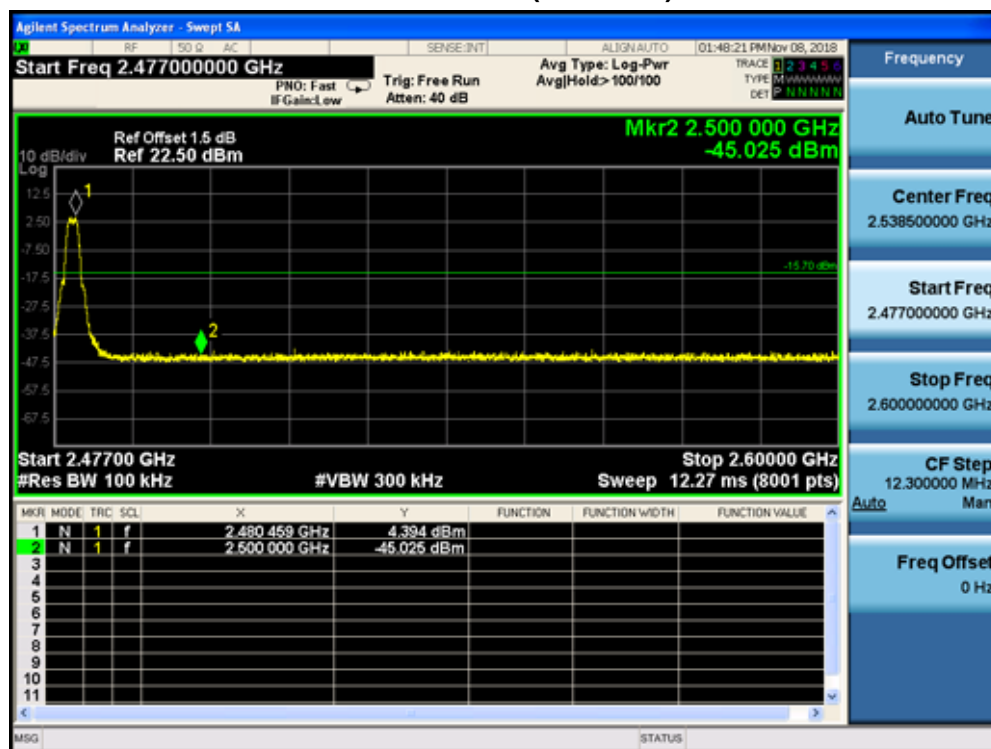 Agilent Spectrum Analyzer - Swept SA
RF 50 Ω AC SENSE:INT ALIGN AUTO 01:48:21 PM Nov 08, 2018
Start Freq 2.477000000 GHz
PNO: Fast
IFGain:Low
Trig: Free Run
Atten: 40 dB
Avg Type: Log-Pwr
Avg|Hold:> 100/100
TRACE 1 2 3 4 5 6
TYPE M
DET P N N N N N
Ref Offset 1.5 dB
10 dB/div Ref 22.50 dBm
Log
Mkr2 2.500 000 GHz
-45.025 dBm
12.5
2.50
-7.50
-17.5
-27.5
-37.5
-47.5
-57.5
-67.5
1
2
-15.70 dBm
Start 2.47700 GHz Stop 2.60000 GHz
#Res BW 100 kHz #VBW 300 kHz Sweep 12.27 ms (8001 pts)
MKR MODE TRC SCL X Y FUNCTION FUNCTION WIDTH FUNCTION VALUE
1 N 1 f 2.480 459 GHz 4.394 dBm
2 N 1 f 2.500 000 GHz -45.025 dBm
3
4
5
6
7
8
9
10
11
MSG STATUS
Frequency
Auto Tune
Center Freq
2.538500000 GHz
Start Freq
2.477000000 GHz
Stop Freq
2.600000000 GHz
CF Step
12.300000 MHz
Auto Man
Freq Offset
0 Hz